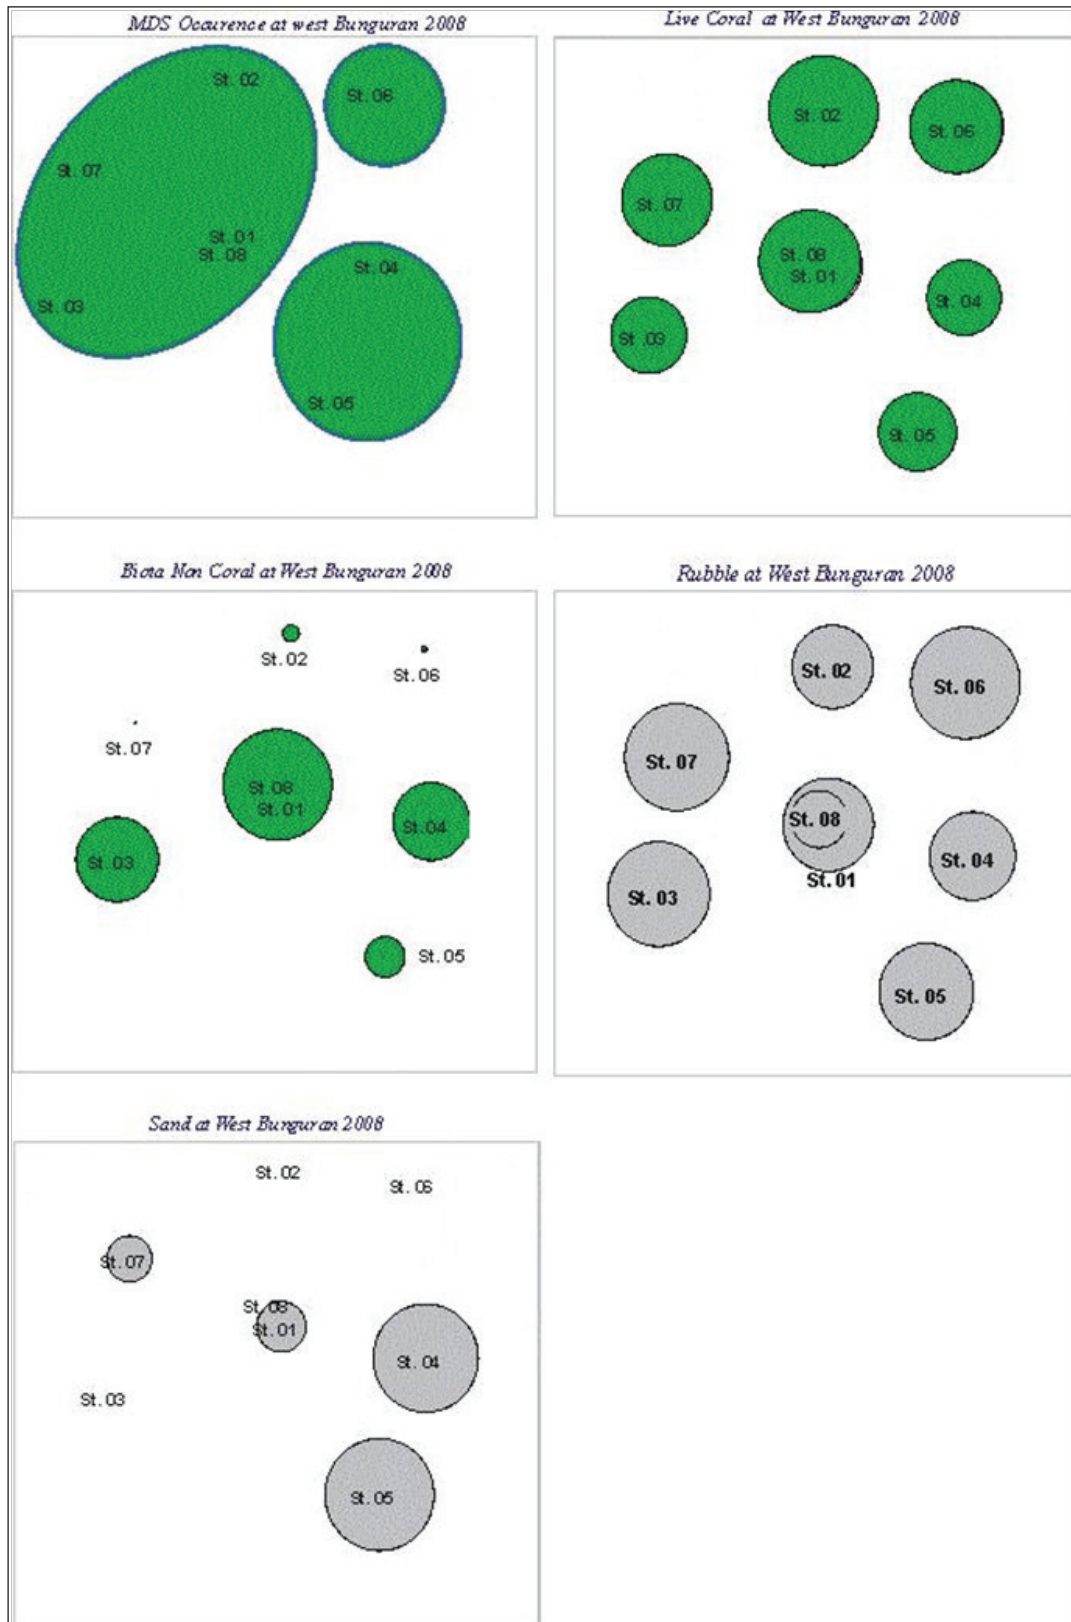 MDS Occurence at west Bunguran 2008
St. 02
St. 06
St. 07
St. 01
St. 08
St. 04
St. 03
St. 05
Live Coral at West Bunguran 2008
St. 02
St. 06
St. 07
St. 08
St. 01
St. 04
St .03
St. 05
Biota Non Coral at West Bunguran 2008
St. 02
St. 06
St. 07
St. 08
St. 01
St. 04
St. 03
St. 05
Rubble at West Bunguran 2008
St. 02
St. 06
St. 07
St. 08
St. 04
St. 01
St. 03
St. 05
Sand at West Bunguran 2008
St. 02
St. 06
St. 07
St. 08
St. 01
St. 04
St. 03
St. 05